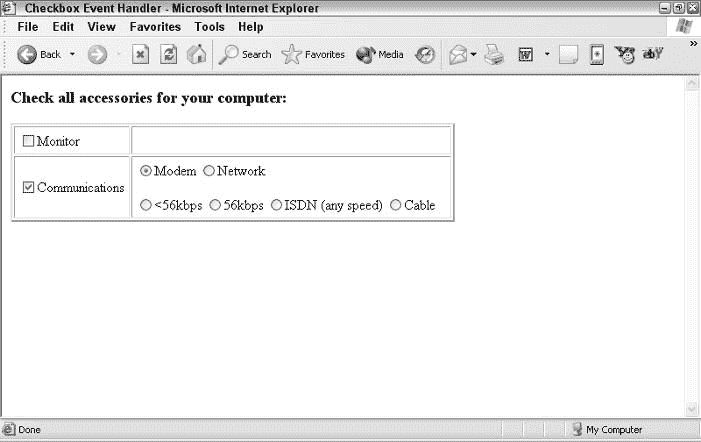 Checkbox Event Handler - Microsoft Internet Explorer
File Edit View Favorites Tools Help
Back Search Favorites Media W ebY »
Check all accessories for your computer:
Monitor
Communications
Modem Network
<56kbps 56kbps ISDN (any speed) Cable
Done My Computer